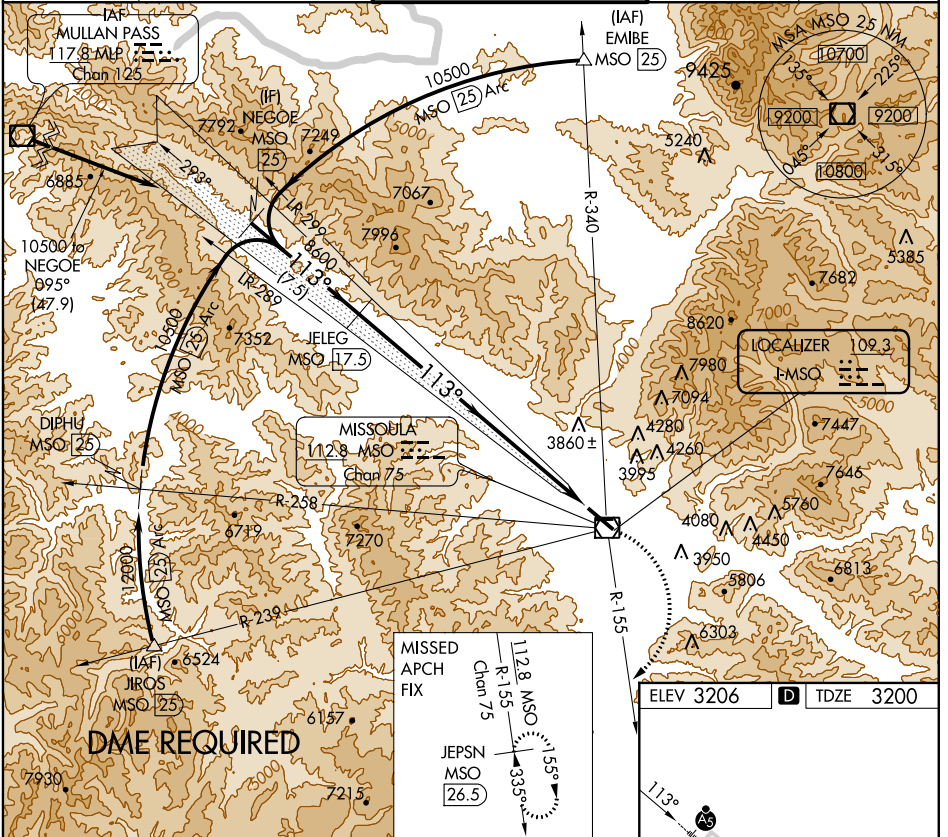 IAF
MULLAN PASS
117.8 MLP
Chan 125
(IAF)
EMIBE
MSO 25
10500
MSO 25 Arc
(IF)
NEGOE
MSO
25
7792
7249
6885
293°
LR-299
8600
7067
7996
113°
(7.5)
LR-289
10500 to
NEGOE
095°
(47.9)
10500
MSO 25 Arc
7352
JELEG
MSO 17.5
113°
R-340
9425
5240
MSA MSO 25 NM
10700
135°
225°
9200
9200
045°
315°
10800
5385
7682
8620
7000
LOCALIZER 109.3
I-MSO
5000
7980
7094
4280
4260
3995
3860 ±
7447
7646
5760
4080
4450
3950
5806
6813
6303
DIPHU
MSO 25
MISSOULA
112.8 MSO
Chan 75
R-258
6719
7270
12000
MSO 25 Arc
R-239
R-155
(IAF)
JIROS
MSO 25
6524
6157
DME REQUIRED
7930
5000
7215
MISSED
APCH
FIX
112.8 MSO
R-155
Chan 75
JEPSN
MSO
26.5
155°
335°
ELEV 3206
D
TDZE 3200
113°
A5